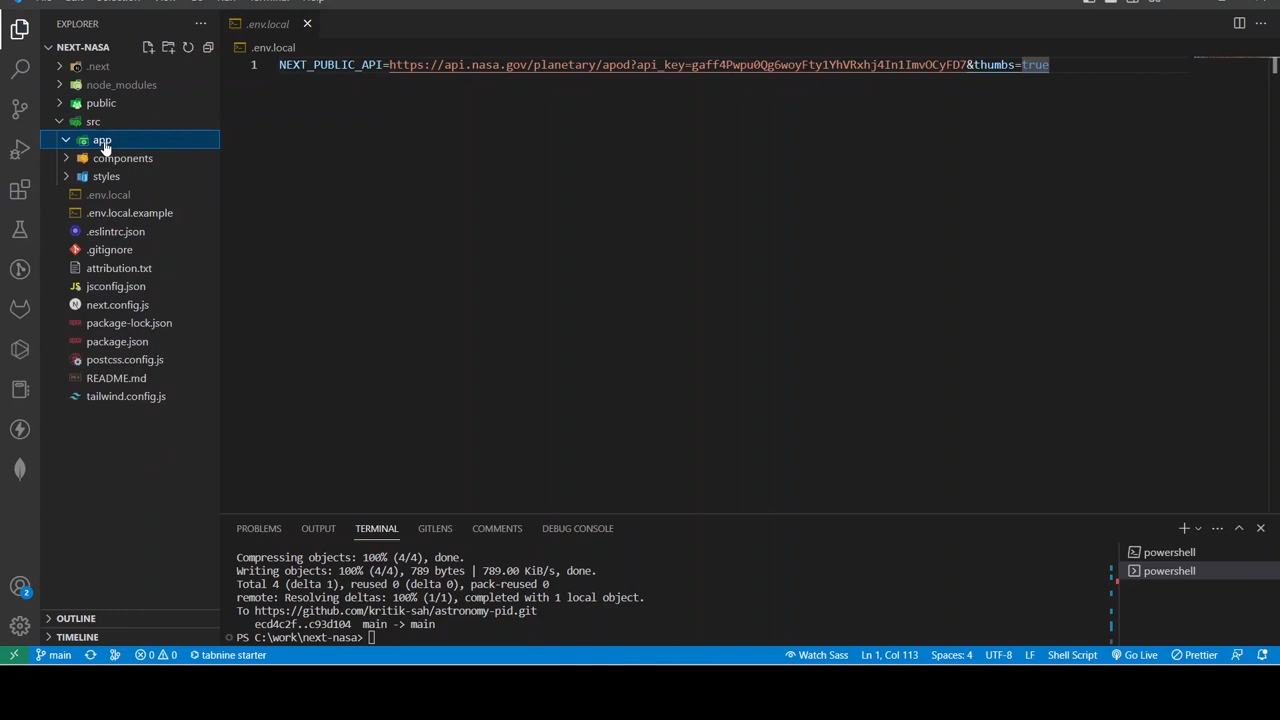 EXPLORER
···
.env.local
NEXT-NASA
.env.local
.next
1 NEXT_PUBLIC_API=https://api.nasa.gov/planetary/apod?api_key=gaff4Pwpu0Qg6woyFty1YhVRxhj4In1ImvOCyFD7&thumbs=true
node_modules
public
src
app
components
styles
.env.local
.env.local.example
.eslintrc.json
.gitignore
attribution.txt
JS jsconfig.json
N next.config.js
package-lock.json
package.json
postcss.config.js
README.md
tailwind.config.js
PROBLEMS OUTPUT TERMINAL GITLENS COMMENTS DEBUG CONSOLE
Compressing objects: 100% (4/4), done.
Writing objects: 100% (4/4), 789 bytes | 789.00 KiB/s, done.
Total 4 (delta 1), reused 0 (delta 0), pack-reused 0
remote: Resolving deltas: 100% (1/1), completed with 1 local object.
To https://github.com/kritik-sah/astronomy-pid.git
ecd4c2f..c93d104 main -> main
PS C:\work\next-nasa>
powershell
powershell
2
OUTLINE
TIMELINE
main 0 0 tabnine starter Watch Sass Ln 1, Col 113 Spaces: 4 UTF-8 LF Shell Script Go Live Prettier